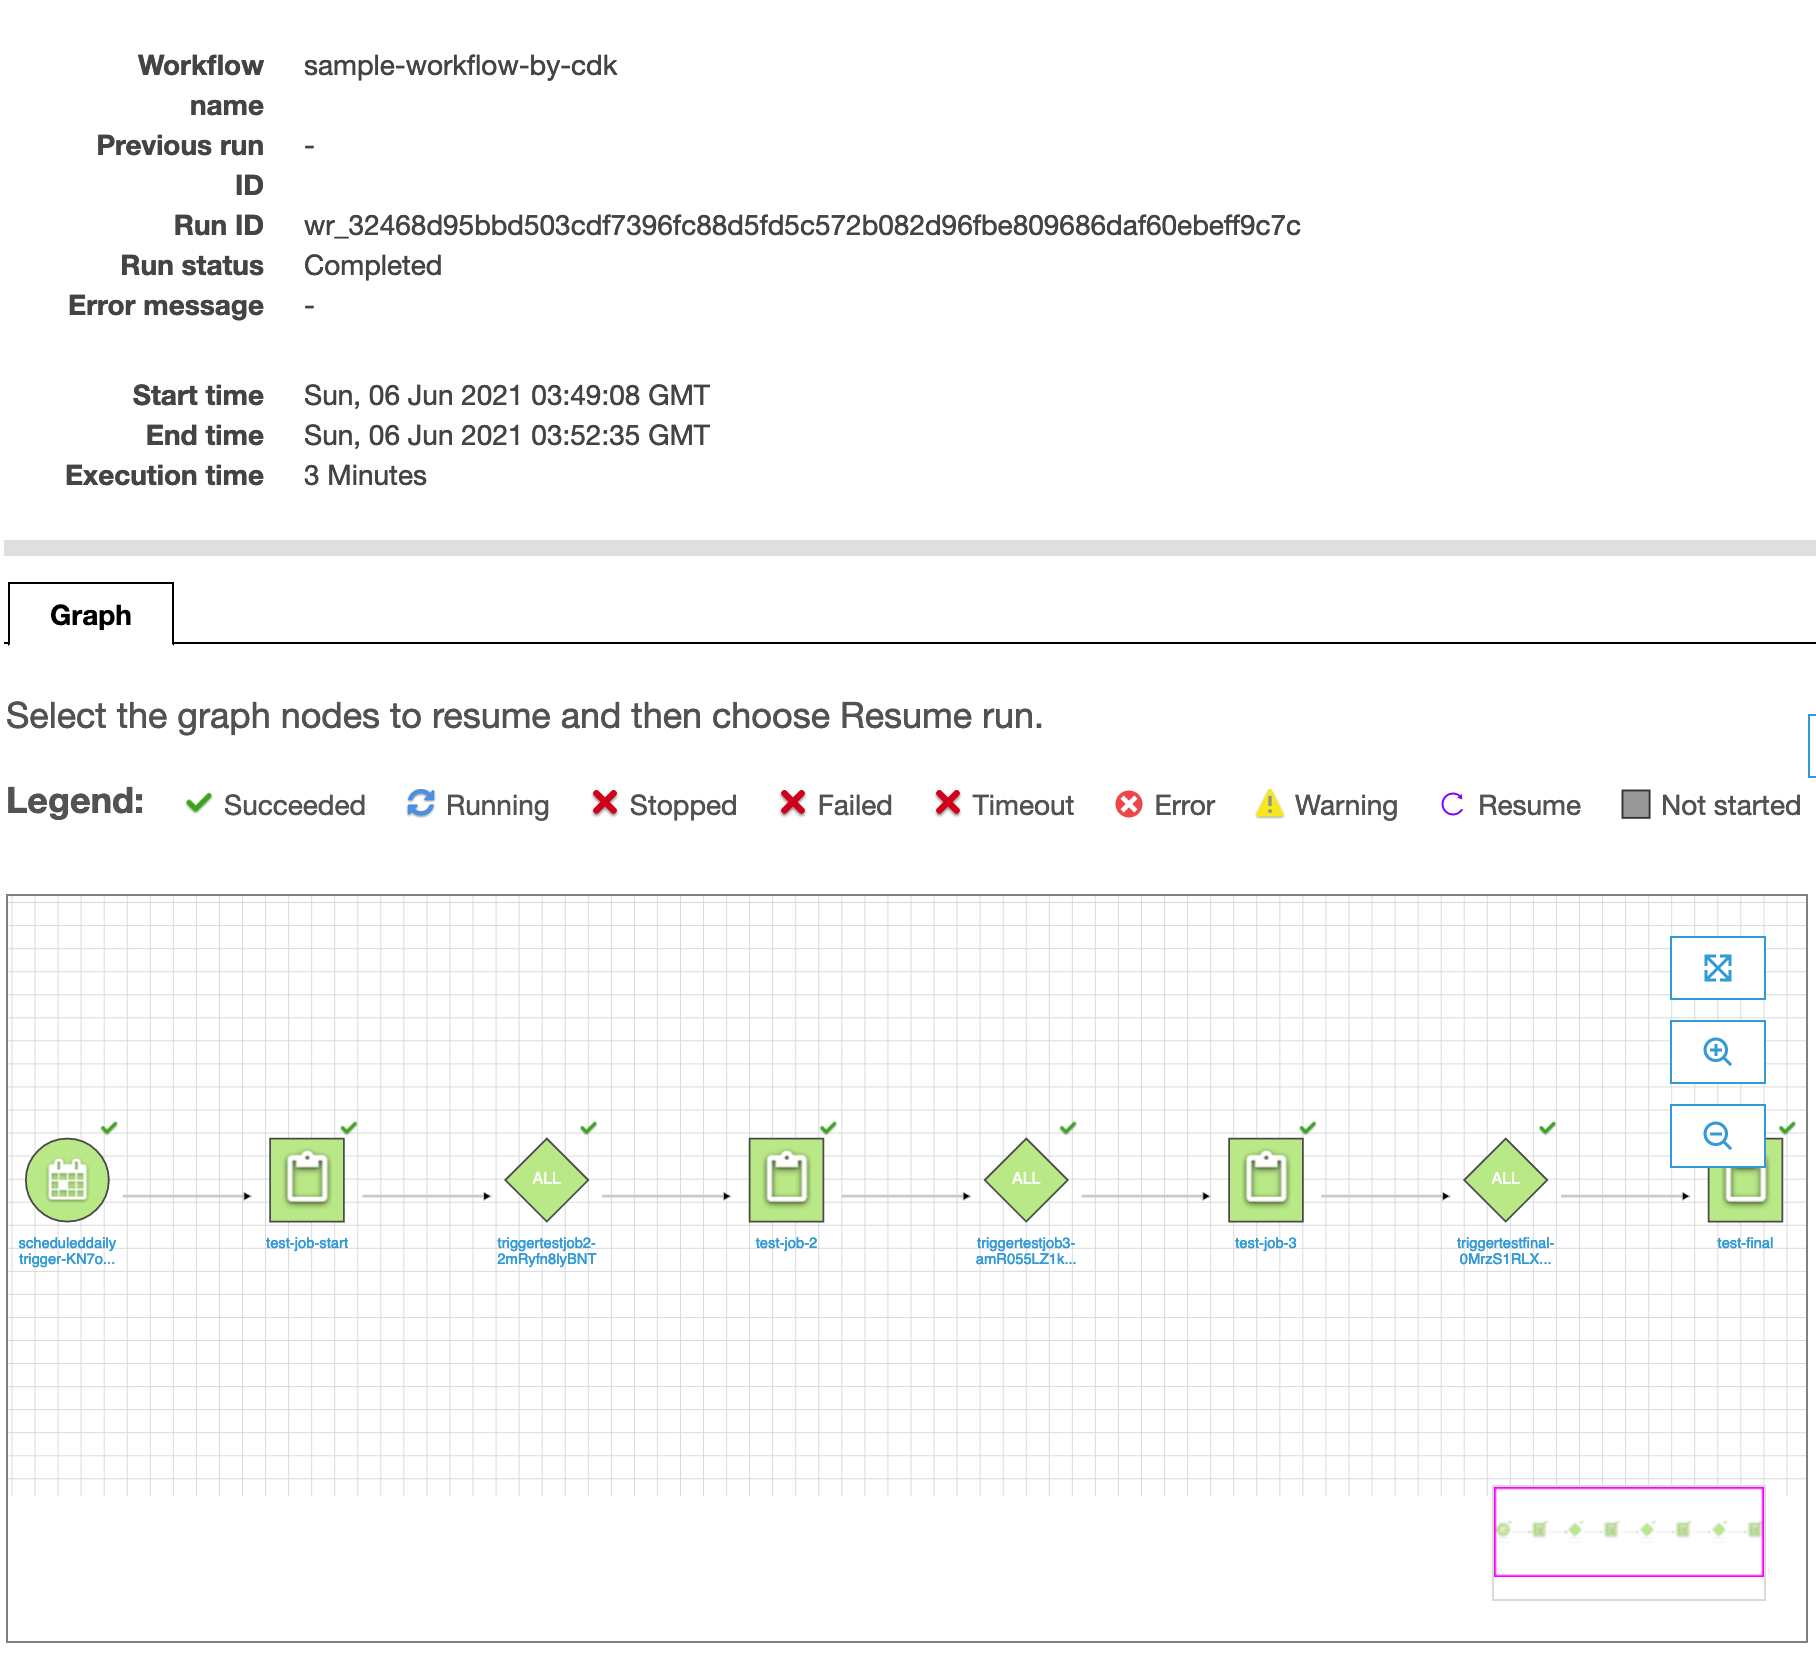 Workflow name sample-workflow-by-cdk
Previous run ID -
Run ID wr_32468d95bbd503cdf7396fc88d5fd5c572b082d96fbe809686daf60ebeff9c7c
Run status Completed
Error message -
Start time Sun, 06 Jun 2021 03:49:08 GMT
End time Sun, 06 Jun 2021 03:52:35 GMT
Execution time 3 Minutes
Graph
Select the graph nodes to resume and then choose Resume run.
Legend: Succeeded Running Stopped Failed Timeout Error Warning Resume Not started
ALL ALL ALL
scheduleddaily
trigger-KN7o...
test-job-start
triggertestjob2-
2mRyfn8lyBNT
test-job-2
triggertestjob3-
amR055LZ1k...
test-job-3
triggertestfinal-
0MrzS1RLX...
test-final